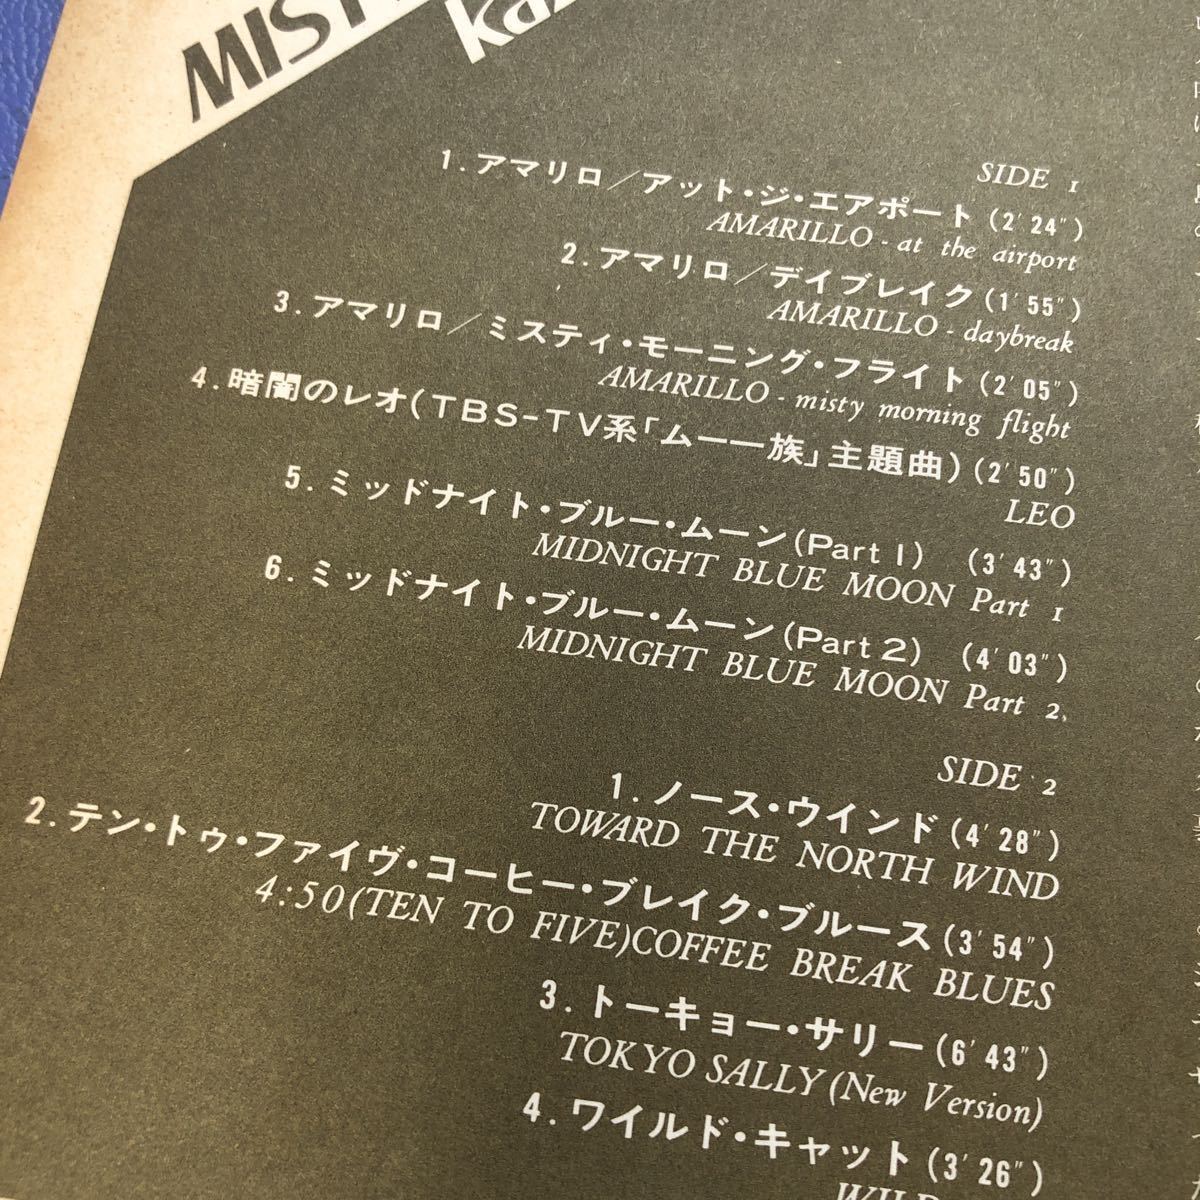 MIST
ka
SIDE 1
1. アマリロ／アット・ジ・エアポート (2′24″)
AMARILLO - at the airport
2. アマリロ／デイブレイク (1′55″)
AMARILLO - daybreak
3. アマリロ／ミスティ・モーニング・フライト (2′05″)
AMARILLO - misty morning flight
4. 暗闇のレオ(TBS-TV系「ムー一族」主題曲) (2′50″)
LEO
5. ミッドナイト・ブルー・ムーン(Part 1) (3′43″)
MIDNIGHT BLUE MOON Part 1
6. ミッドナイト・ブルー・ムーン(Part 2) (4′03″)
MIDNIGHT BLUE MOON Part 2
SIDE 2
1. ノース・ウインド (4′28″)
TOWARD THE NORTH WIND
2. テン・トゥ・ファイヴ・コーヒー・ブレイク・ブルース (3′54″)
4:50(TEN TO FIVE)COFFEE BREAK BLUES
3. トーキョー・サリー (6′43″)
TOKYO SALLY (New Version)
4. ワイルド・キャット (3′26″)